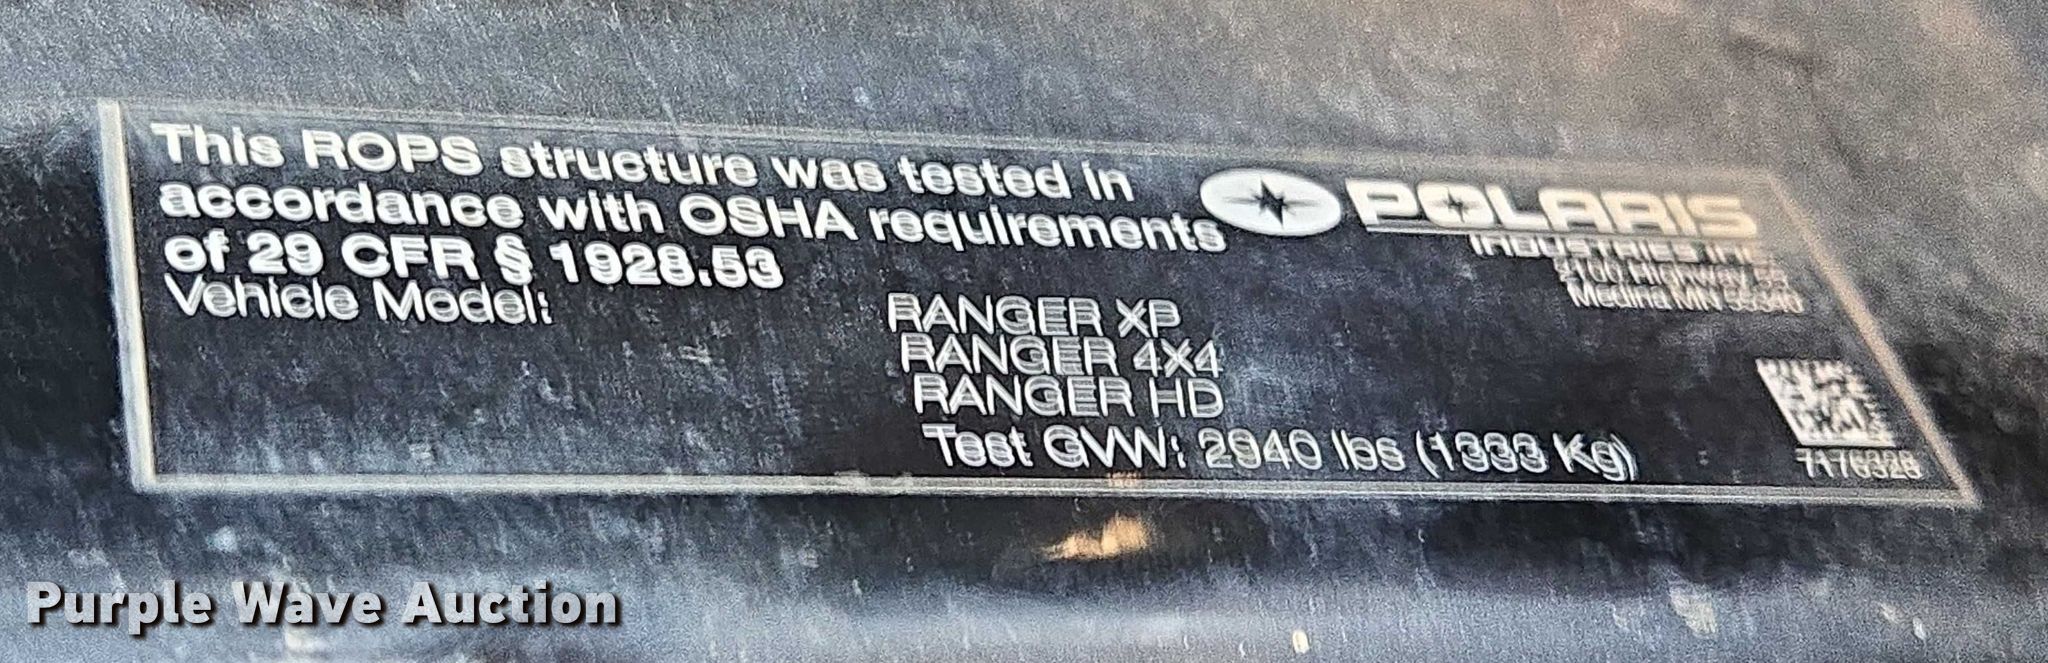 This ROPS structure was tested in
accordance with OSHA requirements
of 29 CFR § 1928.53
Vehicle Model:
RANGER XP
RANGER 4X4
RANGER HD
Test GVW: 2940 lbs (1333 Kg)
POLARIS
INDUSTRIES INC.
2100 Highway 55
Medina MN 55340
7176328
Purple Wave Auction